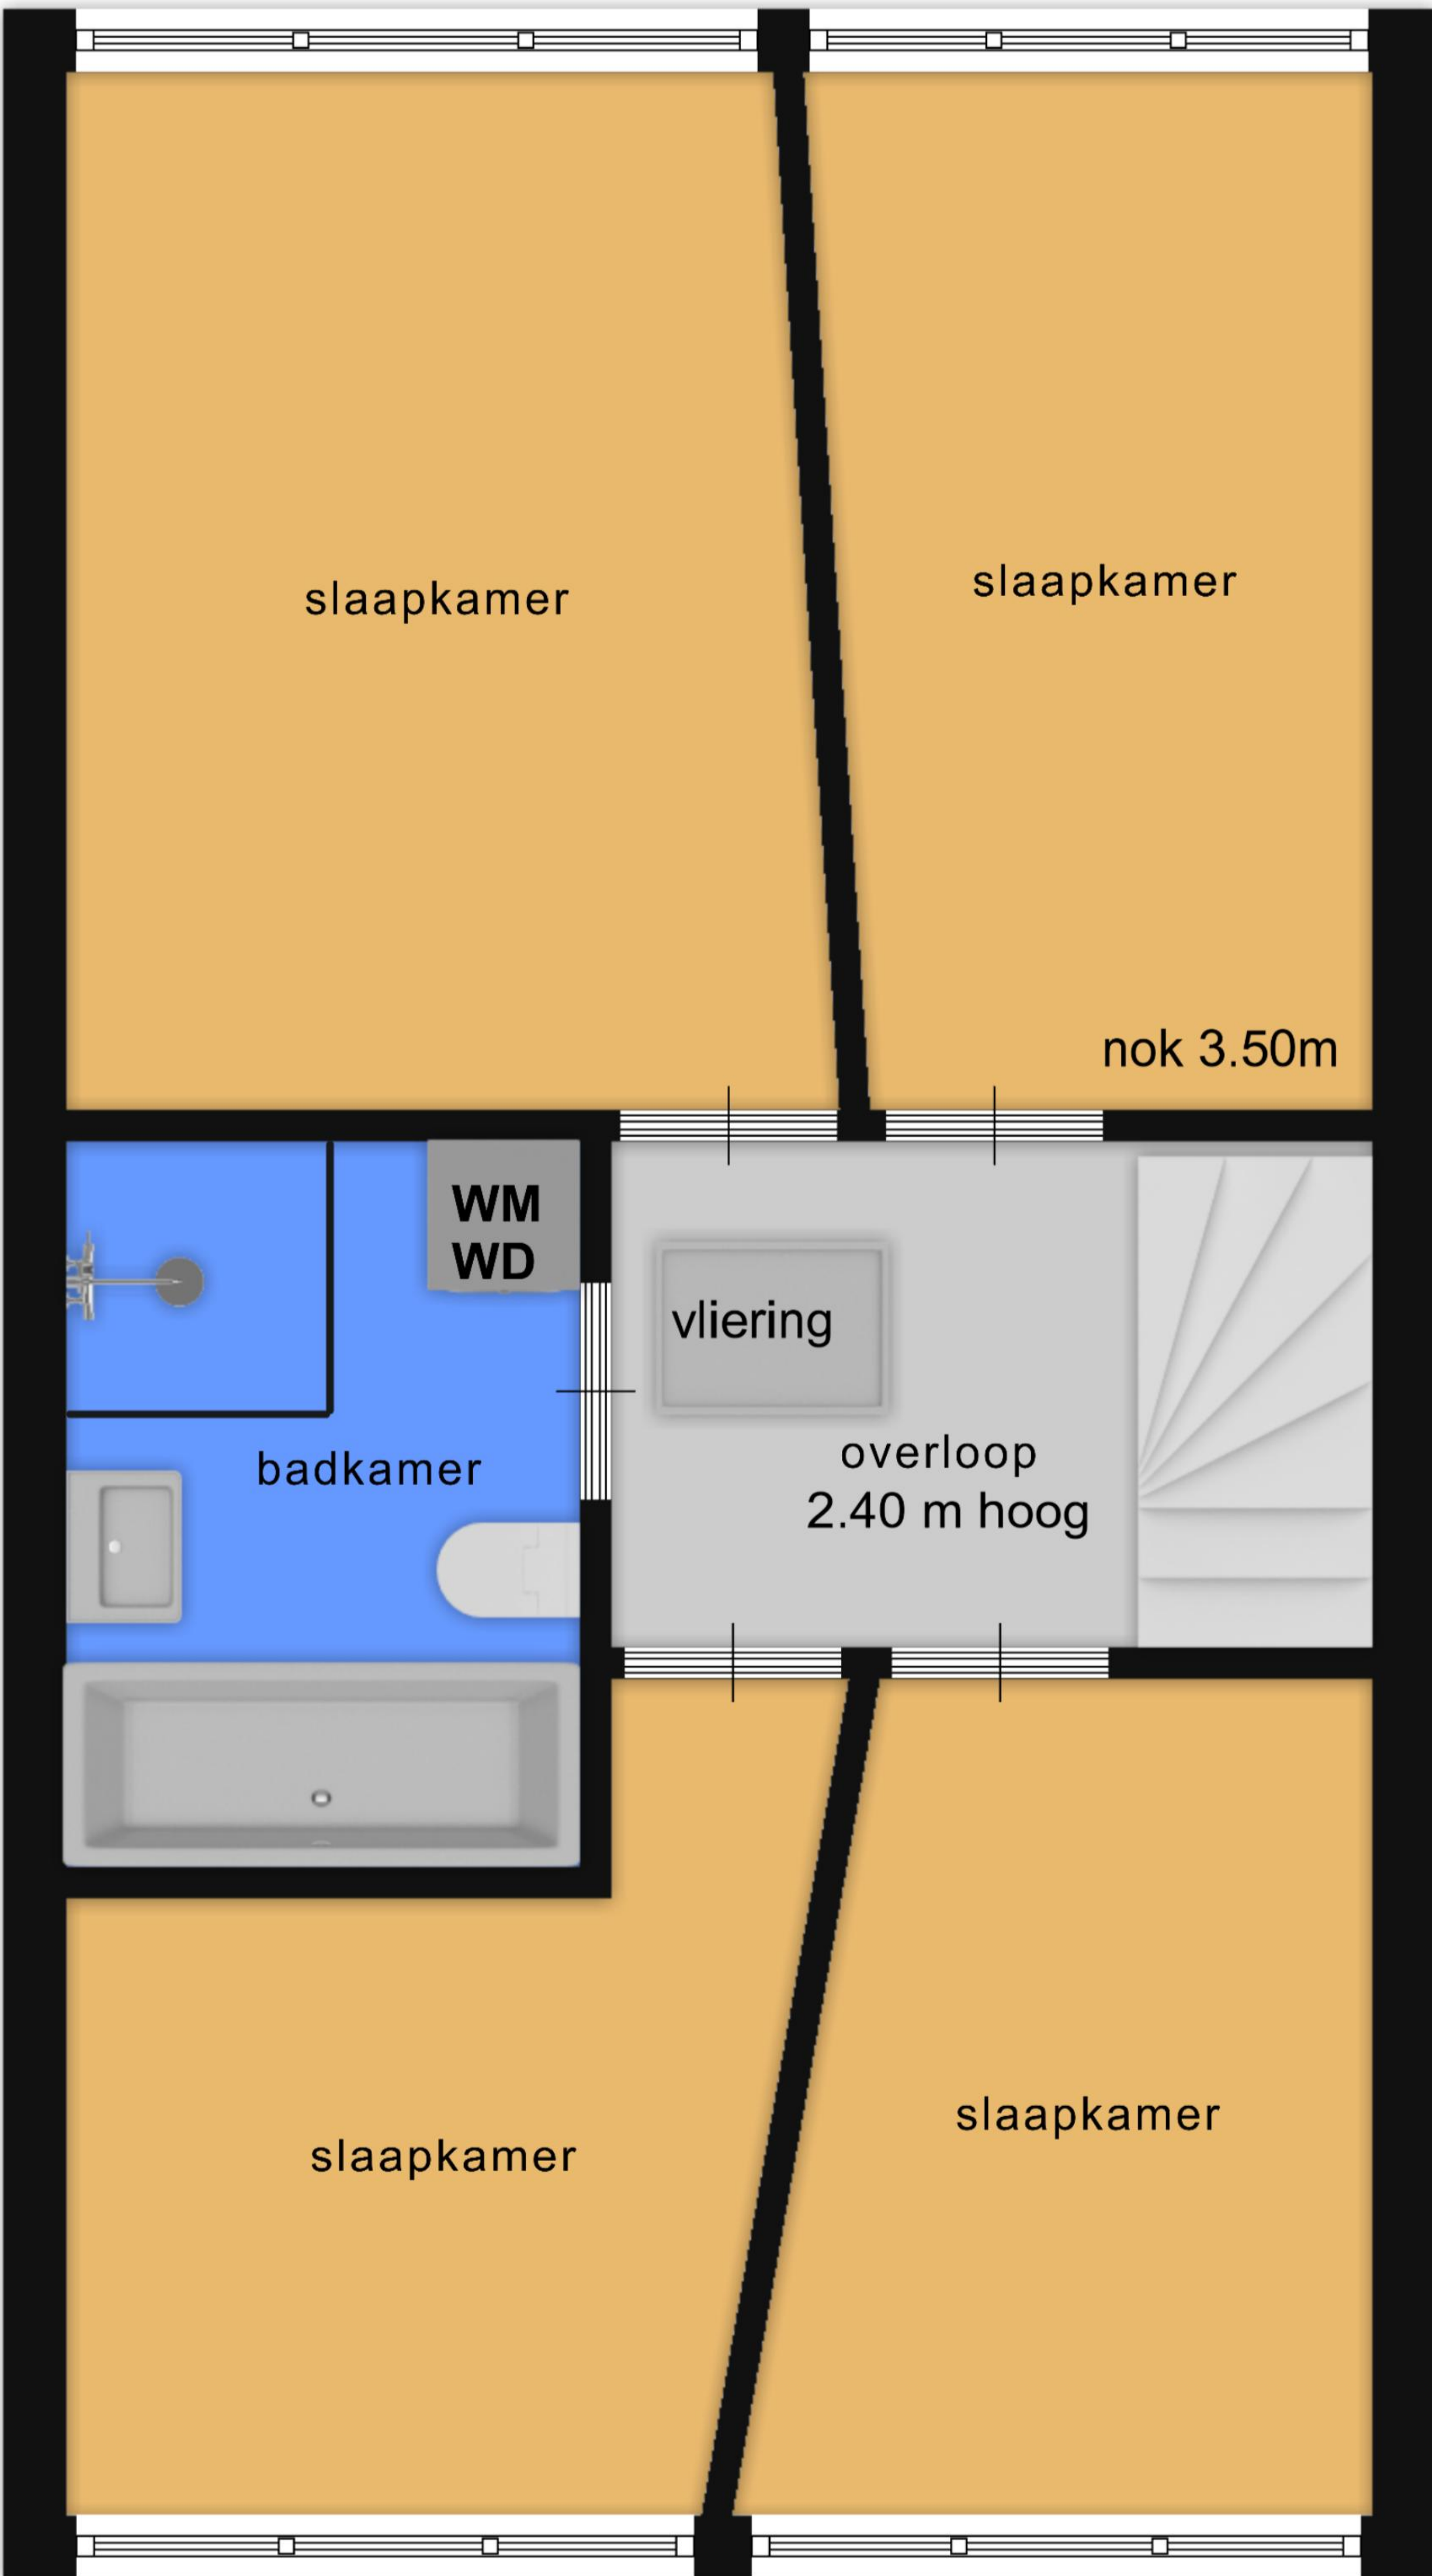 slaapkamer
slaapkamer
nok 3.50m
WM
WD
vliering
badkamer
overloop
2.40 m hoog
slaapkamer
slaapkamer